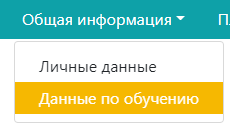 Общая информация
Личные данные
Данные по обучению